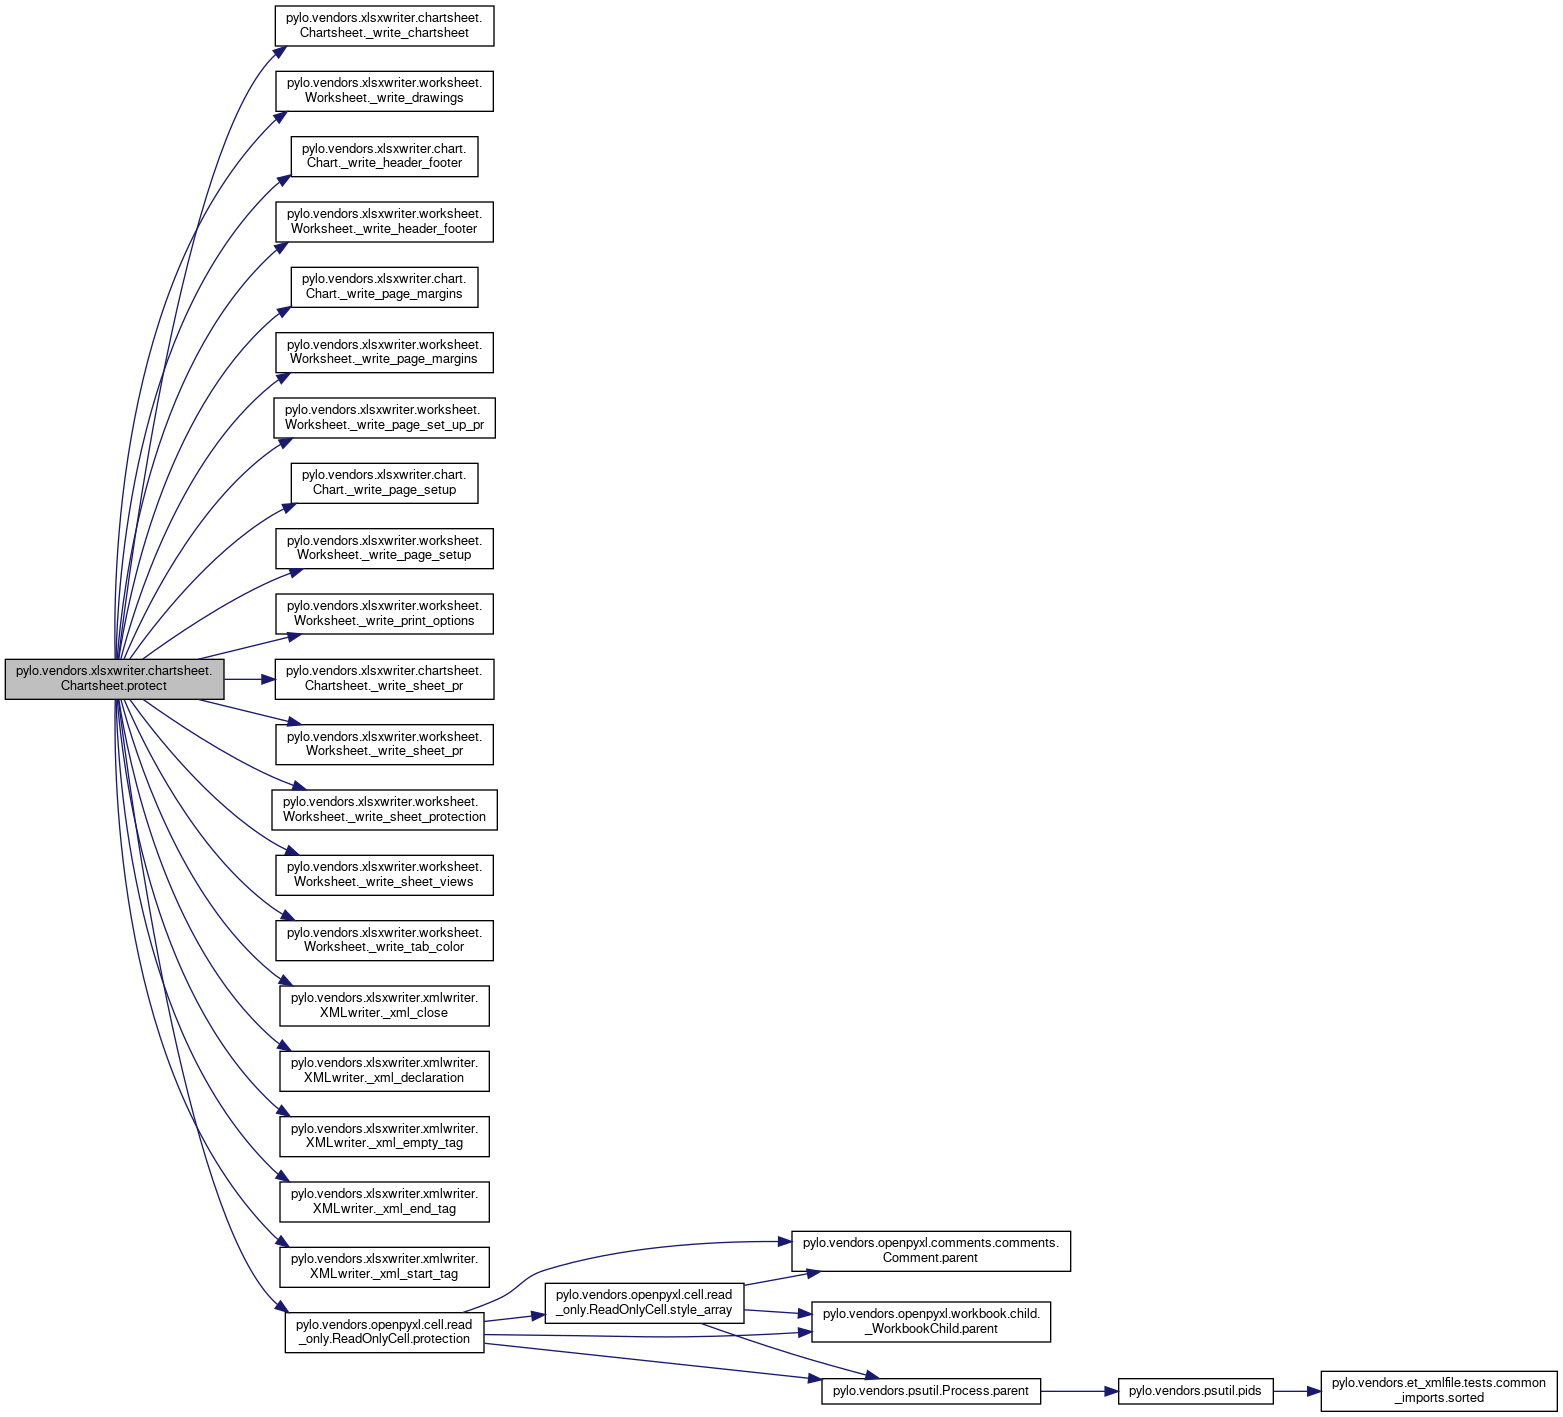 pylo.vendors.xlsxwriter.chartsheet.
Chartsheet._write_chartsheet
pylo.vendors.xlsxwriter.worksheet.
Worksheet._write_drawings
pylo.vendors.xlsxwriter.chart.
Chart._write_header_footer
pylo.vendors.xlsxwriter.worksheet.
Worksheet._write_header_footer
pylo.vendors.xlsxwriter.chart.
Chart._write_page_margins
pylo.vendors.xlsxwriter.worksheet.
Worksheet._write_page_margins
pylo.vendors.xlsxwriter.worksheet.
Worksheet._write_page_set_up_pr
pylo.vendors.xlsxwriter.chart.
Chart._write_page_setup
pylo.vendors.xlsxwriter.worksheet.
Worksheet._write_page_setup
pylo.vendors.xlsxwriter.worksheet.
Worksheet._write_print_options
pylo.vendors.xlsxwriter.chartsheet.
Chartsheet.protect
pylo.vendors.xlsxwriter.chartsheet.
Chartsheet._write_sheet_pr
pylo.vendors.xlsxwriter.worksheet.
Worksheet._write_sheet_pr
pylo.vendors.xlsxwriter.worksheet.
Worksheet._write_sheet_protection
pylo.vendors.xlsxwriter.worksheet.
Worksheet._write_sheet_views
pylo.vendors.xlsxwriter.worksheet.
Worksheet._write_tab_color
pylo.vendors.xlsxwriter.xmlwriter.
XMLwriter._xml_close
pylo.vendors.xlsxwriter.xmlwriter.
XMLwriter._xml_declaration
pylo.vendors.xlsxwriter.xmlwriter.
XMLwriter._xml_empty_tag
pylo.vendors.xlsxwriter.xmlwriter.
XMLwriter._xml_end_tag
pylo.vendors.xlsxwriter.xmlwriter.
XMLwriter._xml_start_tag
pylo.vendors.openpyxl.cell.read
_only.ReadOnlyCell.protection
pylo.vendors.openpyxl.cell.read
_only.ReadOnlyCell.style_array
pylo.vendors.openpyxl.comments.comments.
Comment.parent
pylo.vendors.openpyxl.workbook.child.
_WorkbookChild.parent
pylo.vendors.psutil.Process.parent
pylo.vendors.psutil.pids
pylo.vendors.et_xmlfile.tests.common
_imports.sorted